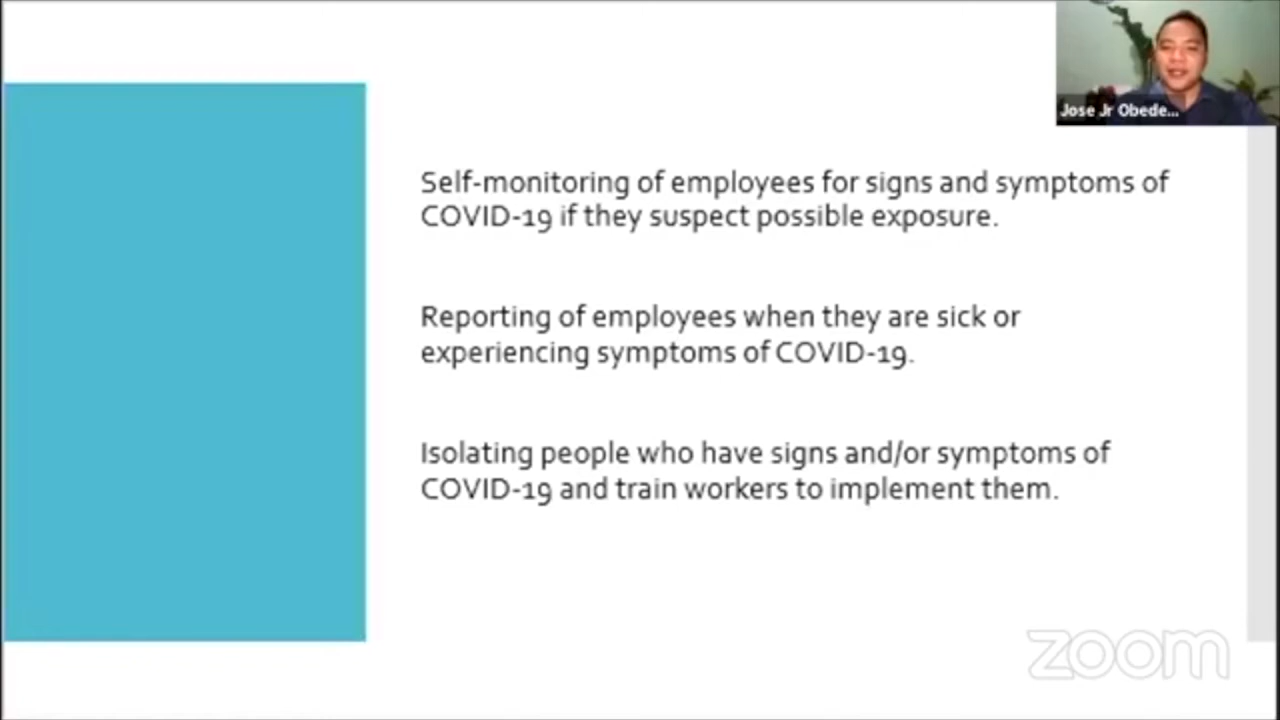 Jose Jr Obede...
Self-monitoring of employees for signs and symptoms of
COVID-19 if they suspect possible exposure.
Reporting of employees when they are sick or
experiencing symptoms of COVID-19.
Isolating people who have signs and/or symptoms of
COVID-19 and train workers to implement them.
zoom